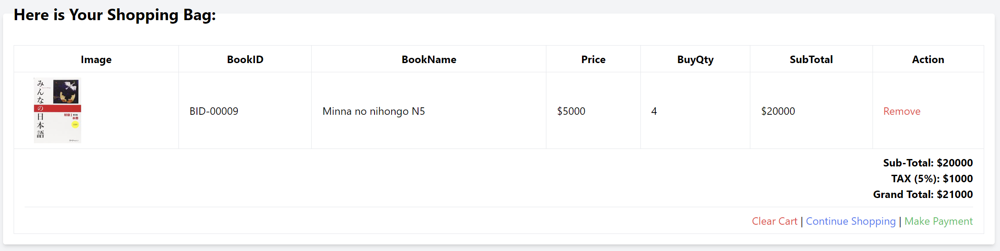 Here is Your Shopping Bag:
Image BookID BookName Price BuyQty SubTotal Action
みんなの日本語
初級 I 第2版
本冊
BID-00009 Minna no nihongo N5 $5000 4 $20000 Remove
Sub-Total: $20000
TAX (5%): $1000
Grand Total: $21000
Clear Cart | Continue Shopping | Make Payment